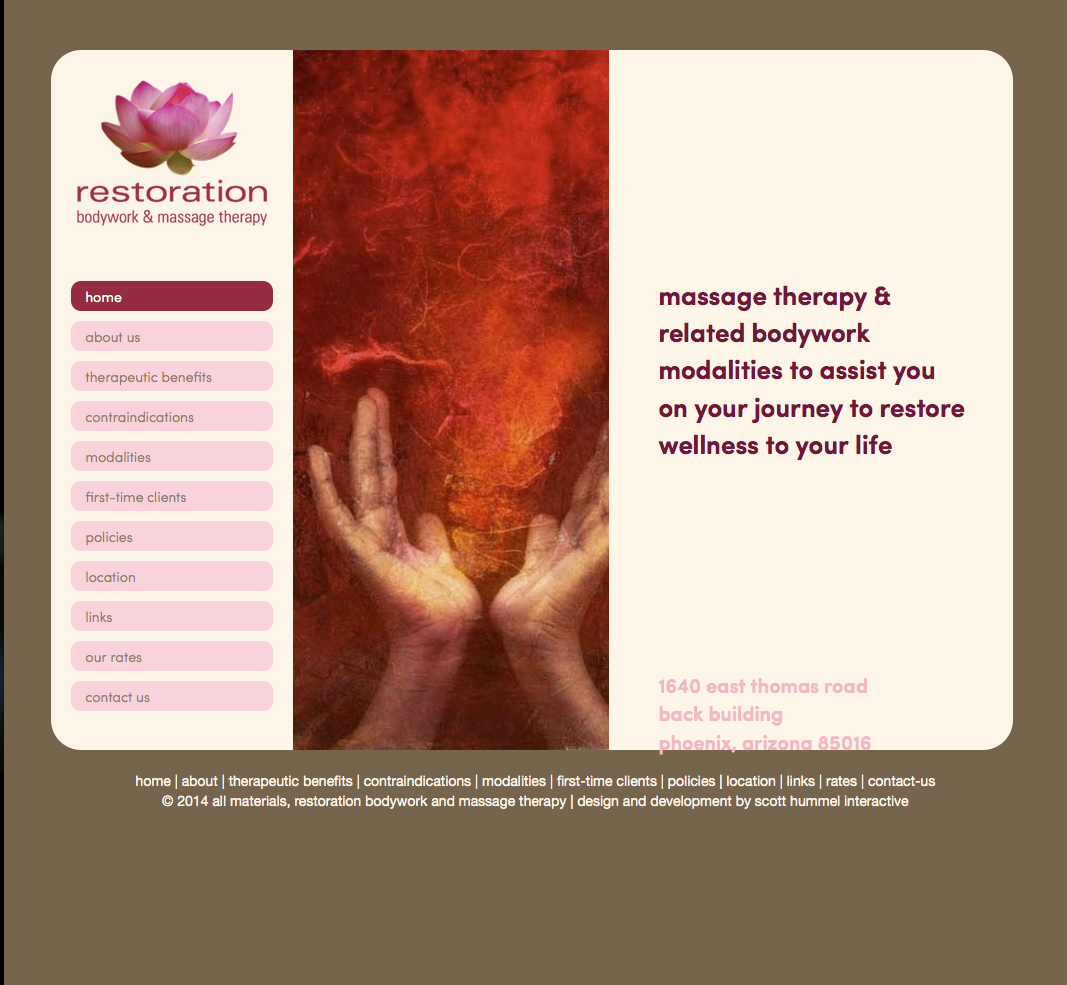 restoration
bodywork & massage therapy
home
about us
therapeutic benefits
contraindications
modalities
first-time clients
policies
location
links
our rates
contact us
massage therapy &
related bodywork
modalities to assist you
on your journey to restore
wellness to your life
1640 east thomas road
back building
phoenix, arizona 85016
home | about | therapeutic benefits | contraindications | modalities | first-time clients | policies | location | links | rates | contact-us
© 2014 all materials, restoration bodywork and massage therapy | design and development by scott hummel interactive